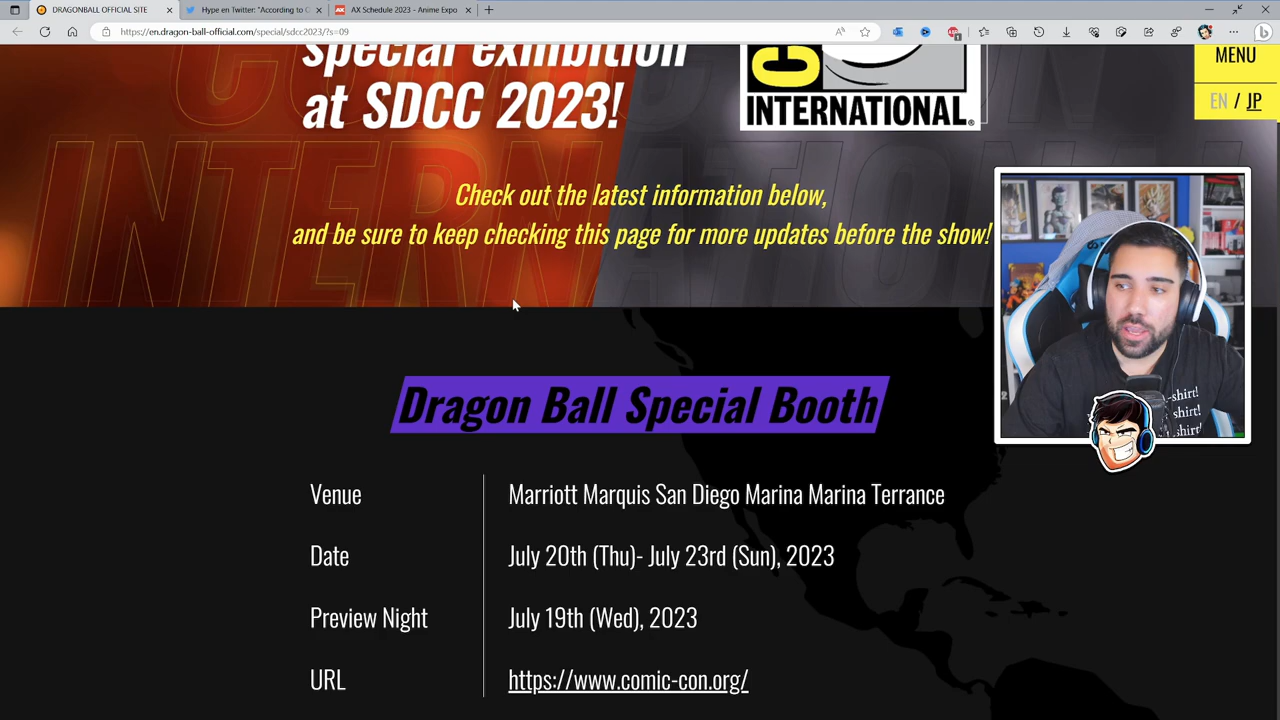 DRAGONBALL OFFICIAL SITE
Hype en Twitter: "According to
AX AX Schedule 2023 - Anime Expo
https://en.dragon-ball-official.com/special/sdcc2023/?s=09
MENU
EN / JP
special exhibition
at SDCC 2023!
INTERNATIONAL
Check out the latest information below,
and be sure to keep checking this page for more updates before the show!
Dragon Ball Special Booth
Venue Marriott Marquis San Diego Marina Marina Terrance
Date July 20th (Thu)- July 23rd (Sun), 2023
Preview Night July 19th (Wed), 2023
URL https://www.comic-con.org/
shirt!
shirt!
shirt!